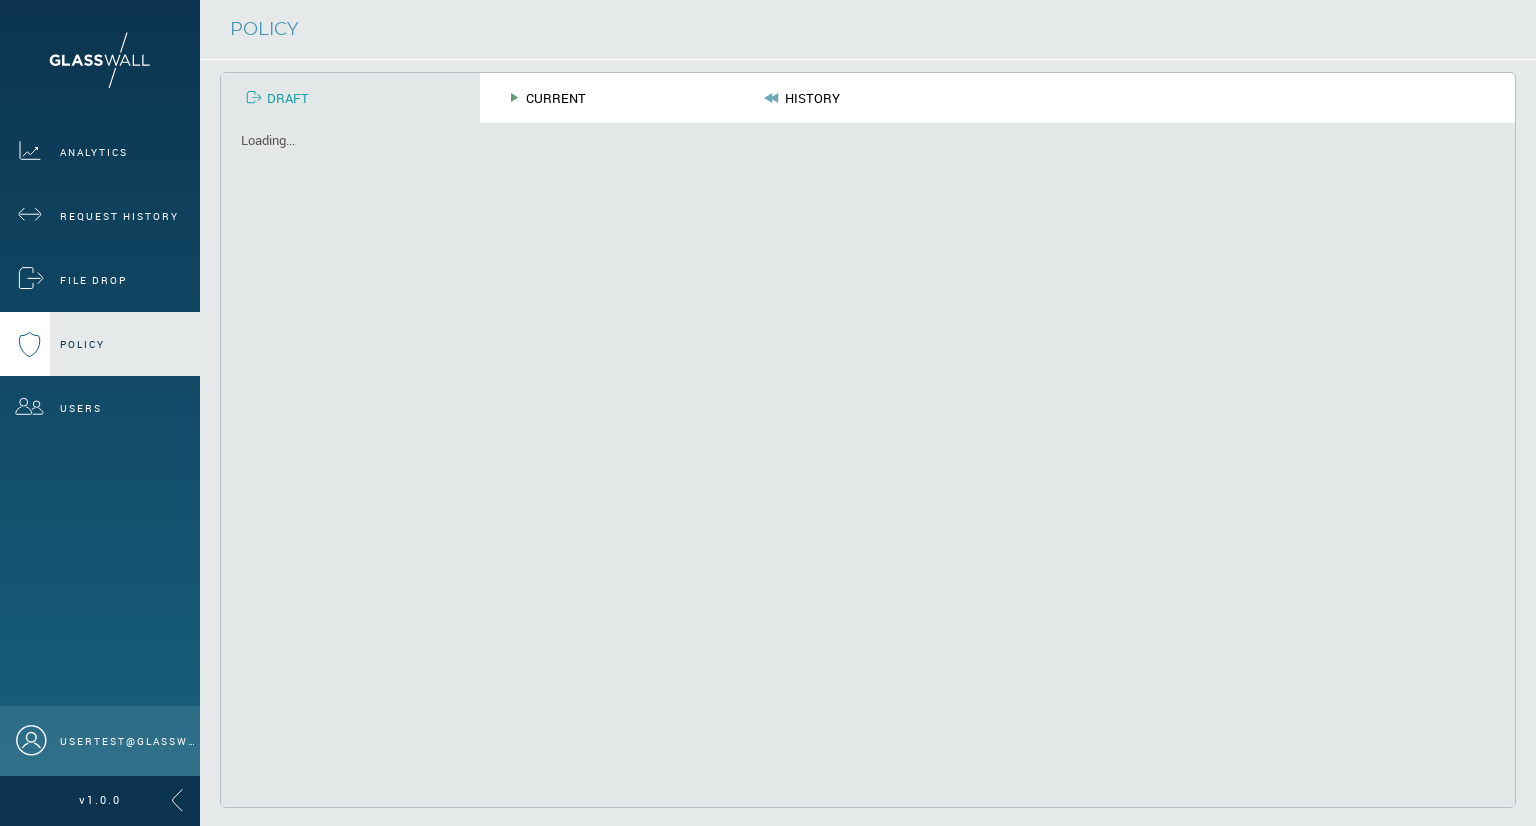 GLASSWALL
ANALYTICS
REQUEST HISTORY
FILE DROP
POLICY
USERS
USERTEST@GLASSW...
v1.0.0
POLICY
DRAFT
CURRENT
HISTORY
Loading...